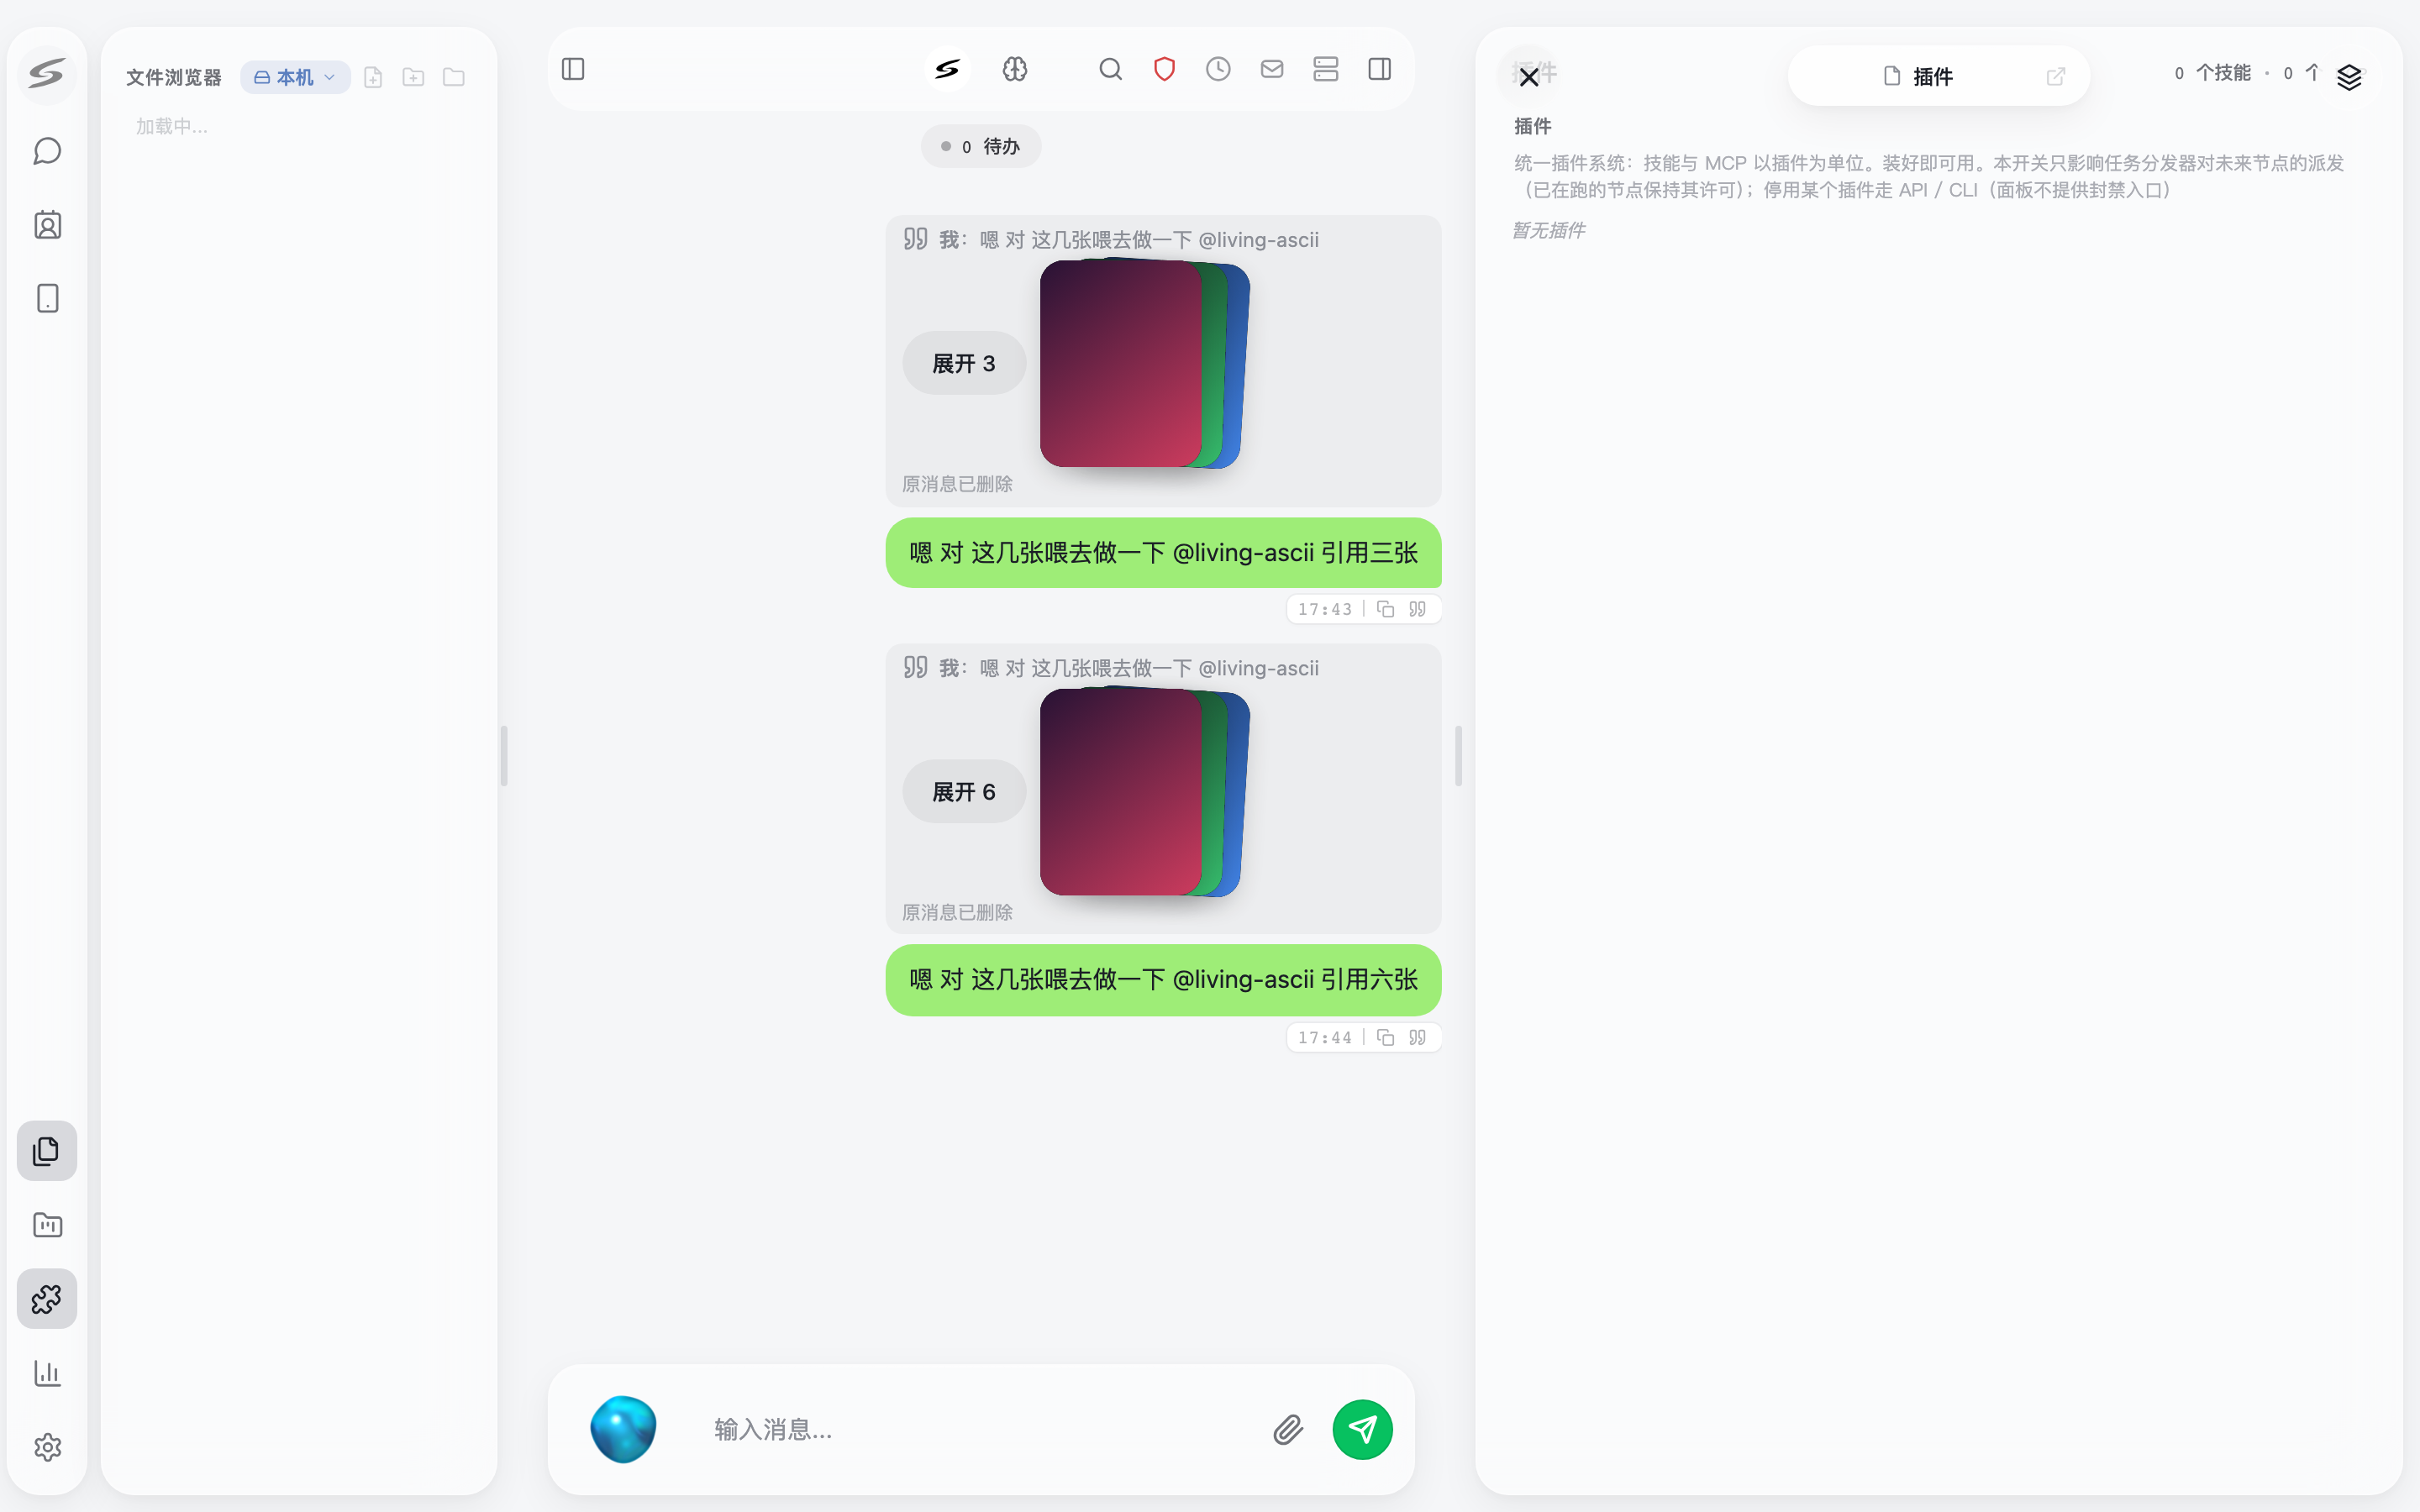 文件浏览器
本机
加载中...
0 待办
我：嗯 对 这几张喂去做一下 @living-ascii
展开 3
原消息已删除
嗯 对 这几张喂去做一下 @living-ascii 引用三张
17:43
我：嗯 对 这几张喂去做一下 @living-ascii
展开 6
原消息已删除
嗯 对 这几张喂去做一下 @living-ascii 引用六张
17:44
输入消息...
插件
插件
0 个技能 · 0 个
插件
统一插件系统：技能与 MCP 以插件为单位。装好即可用。本开关只影响任务分发器对未来节点的派发
（已在跑的节点保持其许可）；停用某个插件走 API / CLI（面板不提供封禁入口）
暂无插件